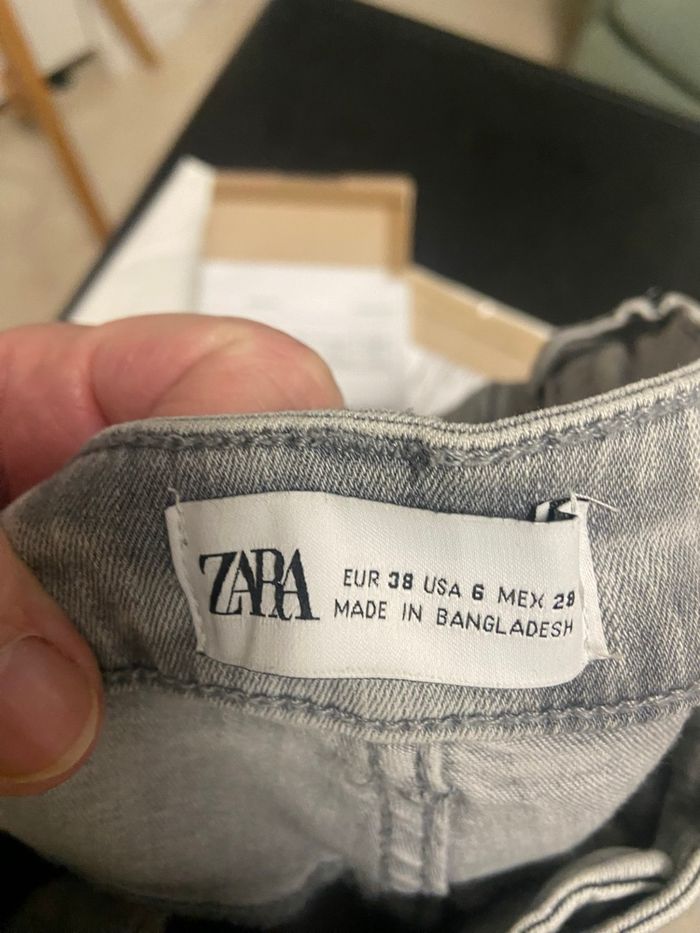 ZARA
EUR 38 USA 6 MEX 28
MADE IN BANGLADESH